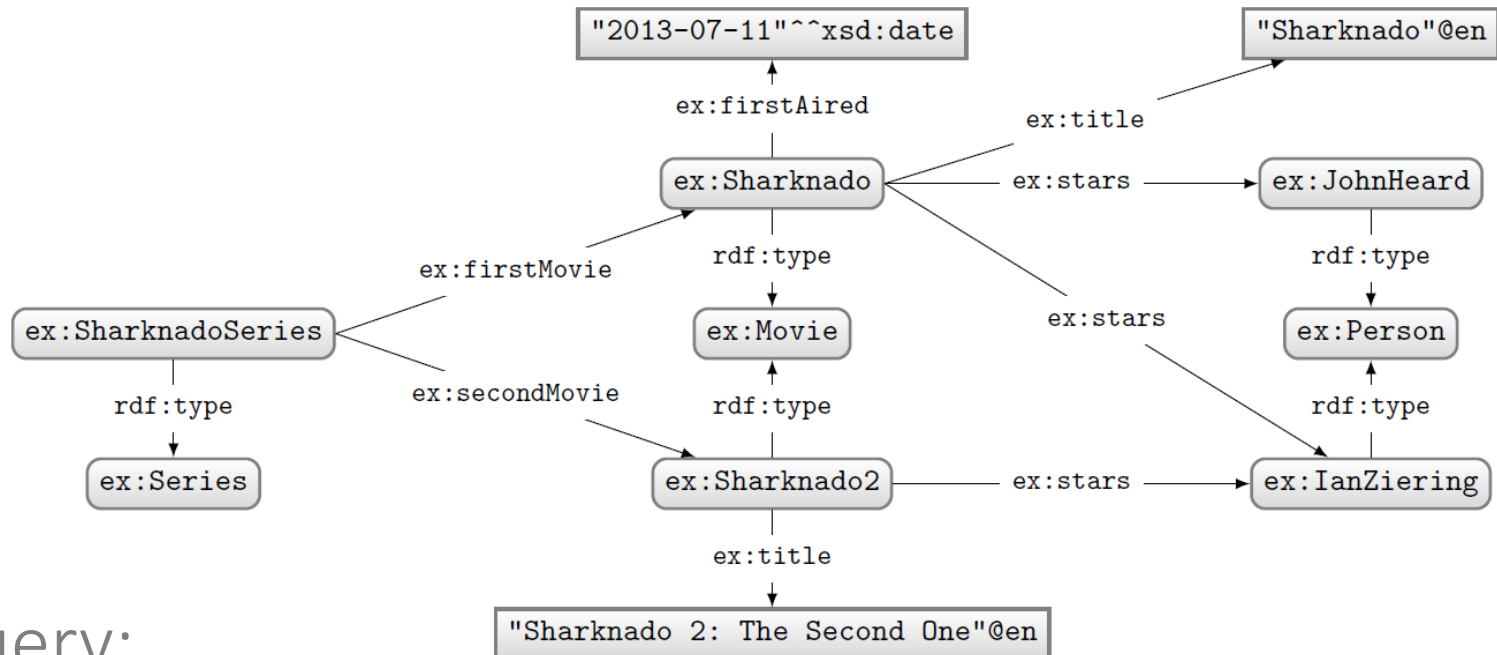 "2013-07-11"^^xsd:date
"Sharknado"@en
ex:firstAired
ex:title
ex:Sharknado
ex:stars
ex:JohnHeard
rdf:type
rdf:type
ex:firstMovie
ex:stars
ex:SharknadoSeries
ex:Movie
ex:Person
ex:secondMovie
rdf:type
rdf:type
rdf:type
ex:Series
ex:Sharknado2
ex:stars
ex:IanZiering
ex:title
"Sharknado 2: The Second One"@en